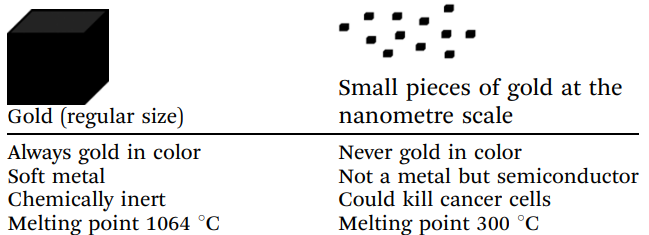 Gold (regular size)
Small pieces of gold at the
nanometre scale
Always gold in color
Never gold in color
Soft metal
Not a metal but semiconductor
Chemically inert
Could kill cancer cells
Melting point 1064 °C
Melting point 300 °C